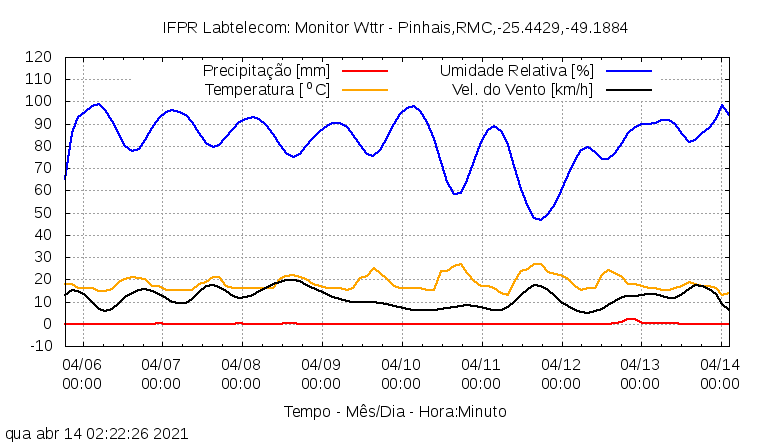 IFPR Labtelecom: Monitor Wttr - Pinhais,RMC,-25.4429,-49.1884
Precipitação [mm]
Umidade Relativa [%]
Temperatura [⁰C]
Vel. do Vento [km/h]
120
110
100
90
80
70
60
50
40
30
20
10
0
-10
04/06 04/07 04/08 04/09 04/10 04/11 04/12 04/13 04/14
00:00 00:00 00:00 00:00 00:00 00:00 00:00 00:00 00:00
Tempo - Mês/Dia - Hora:Minuto
qua abr 14 02:22:26 2021